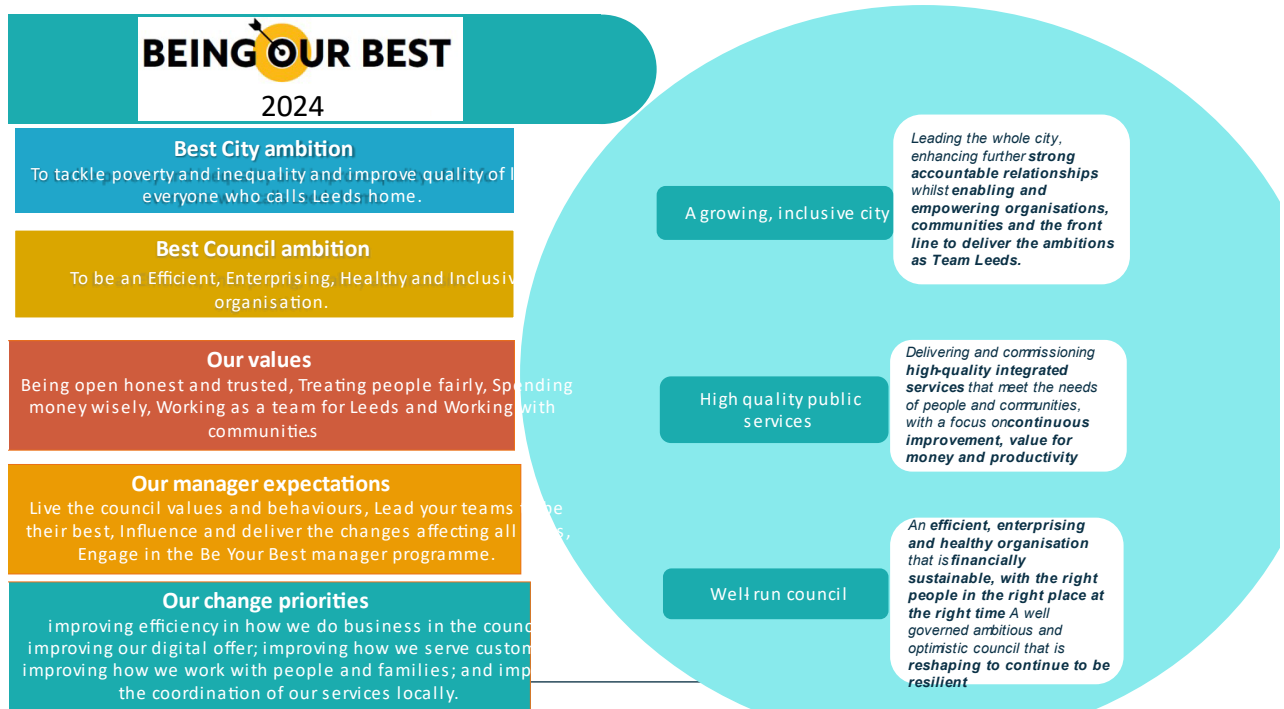 BEING OUR BEST
2024
Best City ambition
To tackle poverty and inequality and improve quality of
everyone who calls Leeds home.
Best Council ambition
To be an Efficient, Enterprising, Healthy and Inclusiv
organisation.
Our values
Being open honest and trusted, Treating people fairly, Spending
money wisely, Working as a team for Leeds and Working with
communities
Our manager expectations
Live the council values and behaviours, Lead your teams be
their best, Influence and deliver the changes affecting all
Engage in the Be Your Best manager programme.
Our change priorities
improving efficiency in how we do business in the counc
improving our digital offer; improving how we serve custom
improving how we work with people and families; and imp
the coordination of our services locally.
A growing, inclusive city
Leading the whole city,
enhancing further strong
accountable relationships
whilst enabling and
empowering organisations,
communities and the front
line to deliver the ambitions
as Team Leeds.
High quality public
services
Delivering and commissioning
high-quality integrated
services that meet the needs
of people and communities,
with a focus on continuous
improvement, value for
money and productivity
Well-run council
An efficient, enterprising
and healthy organisation
that is financially
sustainable, with the right
people in the right place at
the right time A well
governed ambitious and
optimistic council that is
reshaping to continue to be
resilient